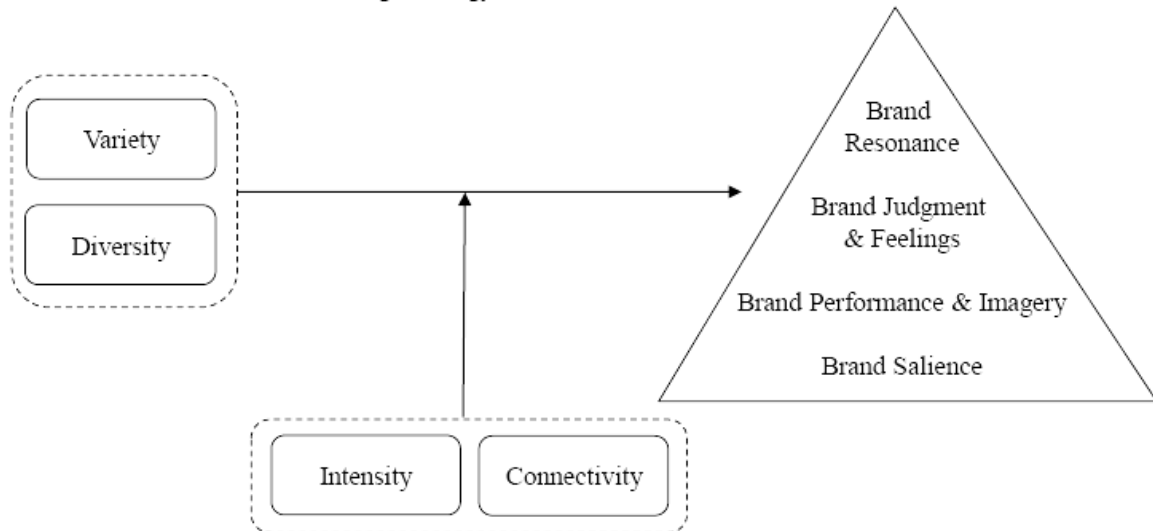 Variety
Diversity
Brand
Resonance
Brand Judgment
& Feelings
Brand Performance & Imagery
Brand Salience
Intensity
Connectivity